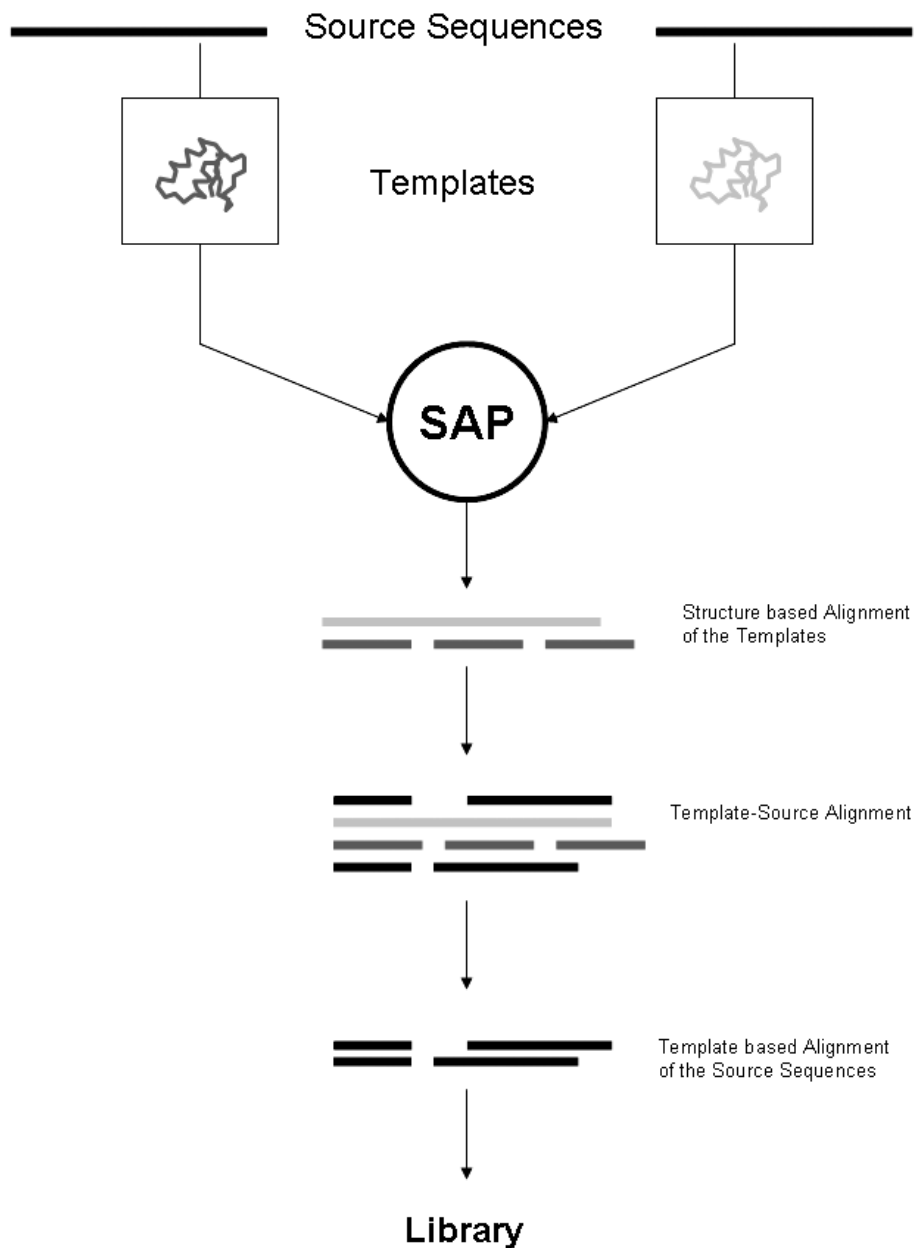 Source Sequences
Templates
SAP
Structure based Alignment
of the Templates
Template-Source Alignment
Template based Alignment
of the Source Sequences
Library